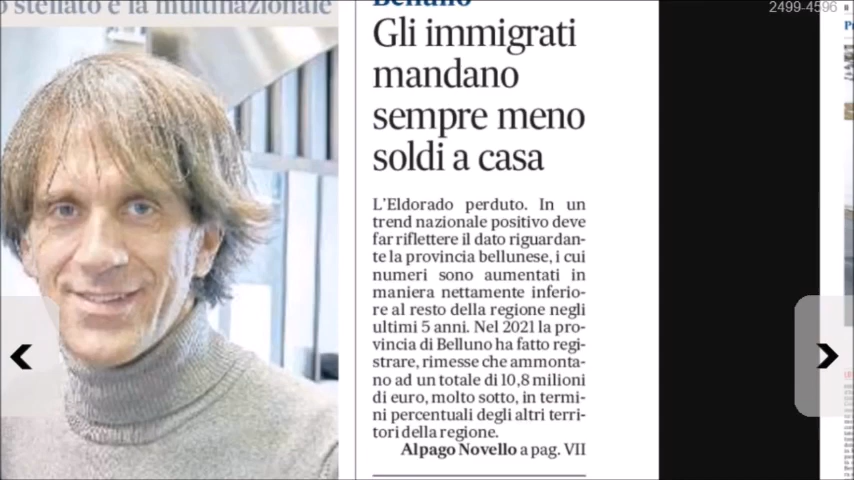 o stellato e la multinazionale
Belluno
Gli immigrati
mandano
sempre meno
soldi a casa
L'Eldorado perduto. In un
trend nazionale positivo deve
far riflettere il dato riguardan-
te la provincia bellunese, i cui
numeri sono aumentati in
maniera nettamente inferio-
re al resto della regione negli
ultimi 5 anni. Nel 2021 la pro-
vincia di Belluno ha fatto regi-
strare, rimesse che ammonta-
no ad un totale di 10,8 milioni
di euro, molto sotto, in termi-
ni percentuali degli altri terri-
tori della regione.
Alpago Novello a pag. VII
2499-4596